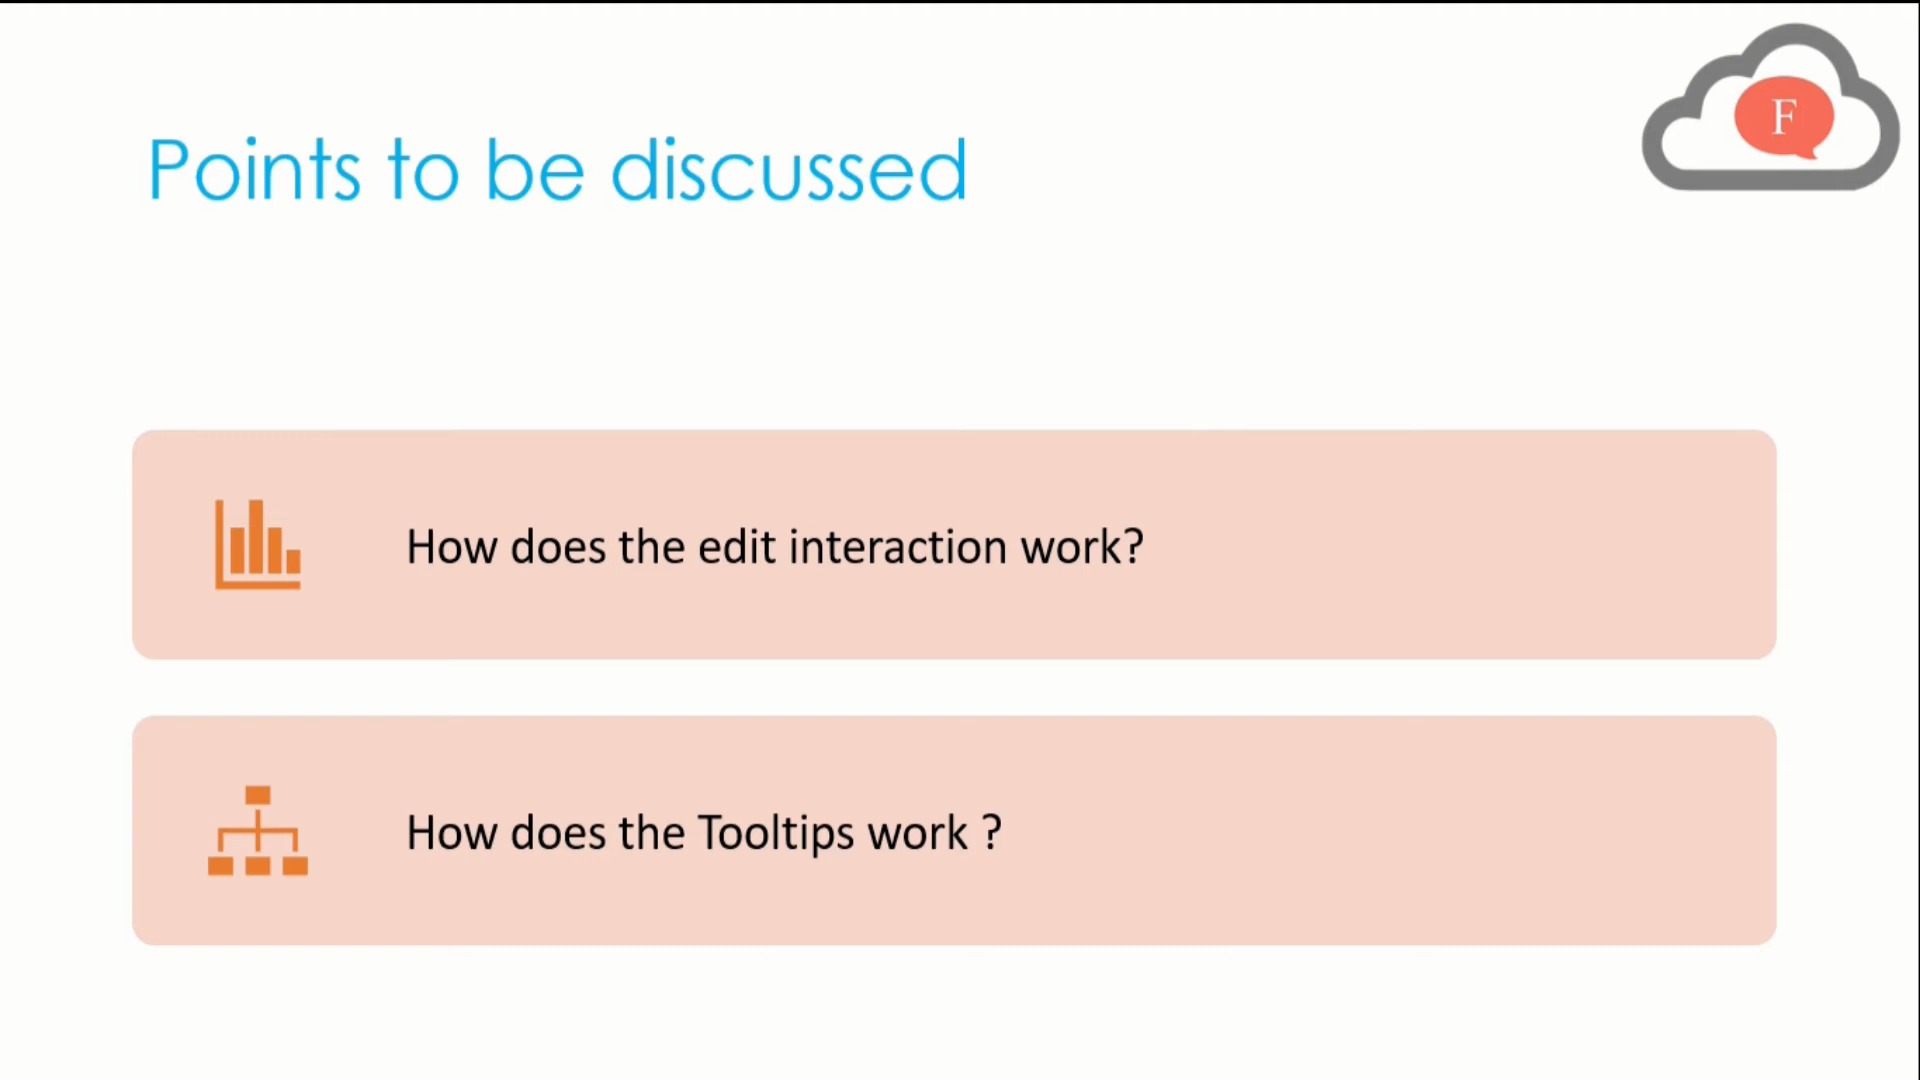 F
Points to be discussed
How does the edit interaction work?
How does the Tooltips work ?